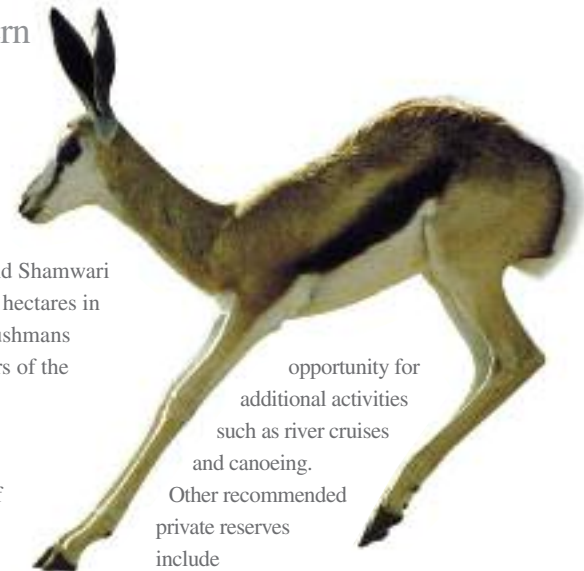 rn
d Shamwari
hectares in
ushmans
rs of the
f
opportunity for
additional activities
such as river cruises
and canoeing.
Other recommended
private reserves
include